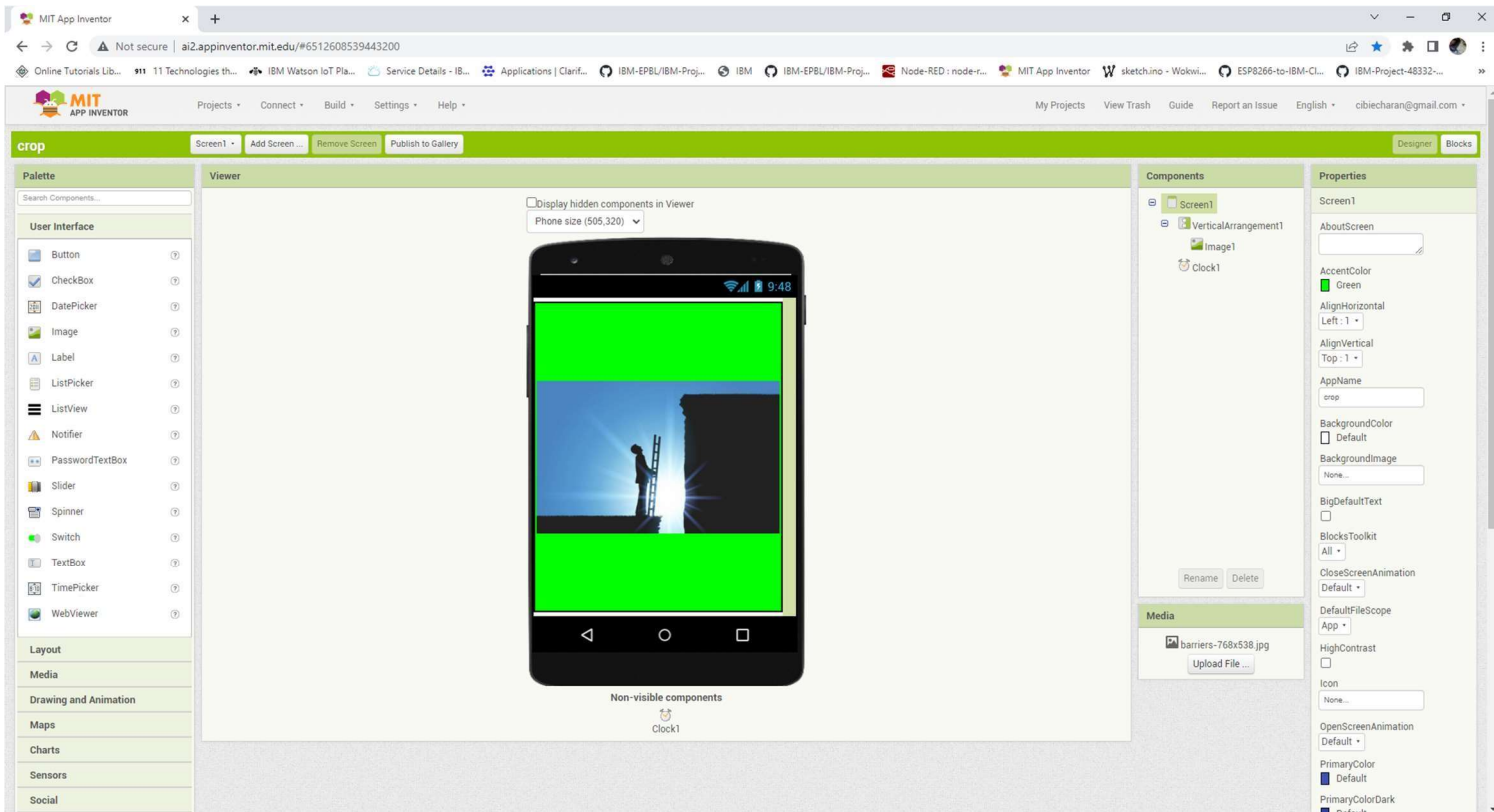 MIT App Inventor
Not secure | ai2.appinventor.mit.edu/#6512608539443200
Online Tutorials Lib... 911 11 Technologies th... IBM Watson IoT Pla... Service Details - IB... Applications | Clarif... IBM-EPBL/IBM-Proj... IBM IBM-EPBL/IBM-Proj... Node-RED : node-r... MIT App Inventor sketch.ino - Wokwi... ESP8266-to-IBM-Cl... IBM-Project-48332-... »
MIT
APP INVENTOR
Projects Connect Build Settings Help
My Projects View Trash Guide Report an Issue English cibiecharan@gmail.com
crop
Screen1 Add Screen ... Remove Screen Publish to Gallery
Designer Blocks
Palette
Search Components...
User Interface
Button
CheckBox
DatePicker
Image
Label
ListPicker
ListView
Notifier
PasswordTextBox
Slider
Spinner
Switch
TextBox
TimePicker
WebViewer
Layout
Media
Drawing and Animation
Maps
Charts
Sensors
Social
Viewer
Display hidden components in Viewer
Phone size (505,320)
9:48
Non-visible components
Clock1
Components
Screen1
VerticalArrangement1
Image1
Clock1
Rename Delete
Media
barriers-768x538.jpg
Upload File ...
Properties
Screen1
AboutScreen
AccentColor
Green
AlignHorizontal
Left : 1
AlignVertical
Top : 1
AppName
crop
BackgroundColor
Default
BackgroundImage
None...
BigDefaultText
BlocksToolkit
All
CloseScreenAnimation
Default
DefaultFileScope
App
HighContrast
Icon
None...
OpenScreenAnimation
Default
PrimaryColor
Default
PrimaryColorDark
Default